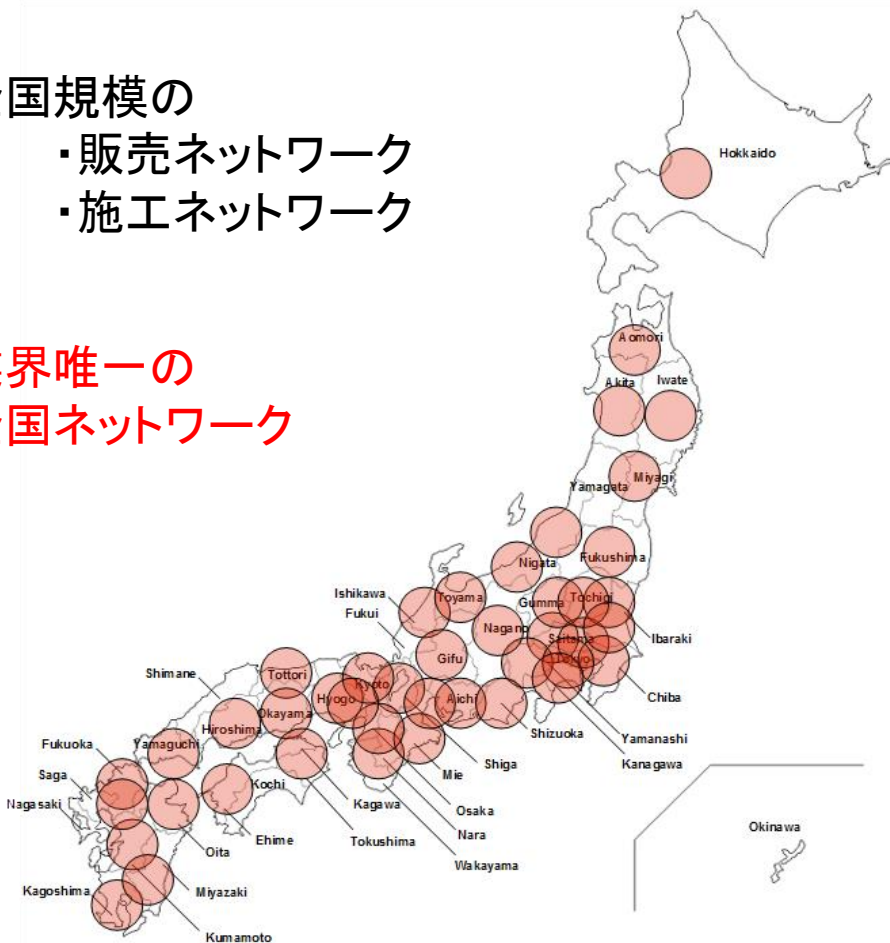 国規模の
・販売ネットワーク
・施工ネットワーク
界唯一の
国ネットワーク
Hokkaido
Aomori
Akita
Iwate
Miyagi
Yamagata
Fukushima
Nigata
Ishikawa
Toyama
Fukui
Gumma
Tochigi
Nagano
Saitama
Ibaraki
Gifu
Tokyo
Shimane
Tottori
Kyoto
Hyogo
Aichi
Chiba
Okayama
Hiroshima
Shizuoka
Yamanashi
Kanagawa
Fukuoka
Yamaguchi
Shiga
Mie
Saga
Kochi
Kagawa
Osaka
Nagasaki
Nara
Okinawa
Oita
Ehime
Tokushima
Wakayama
Kagoshima
Miyazaki
Kumamoto